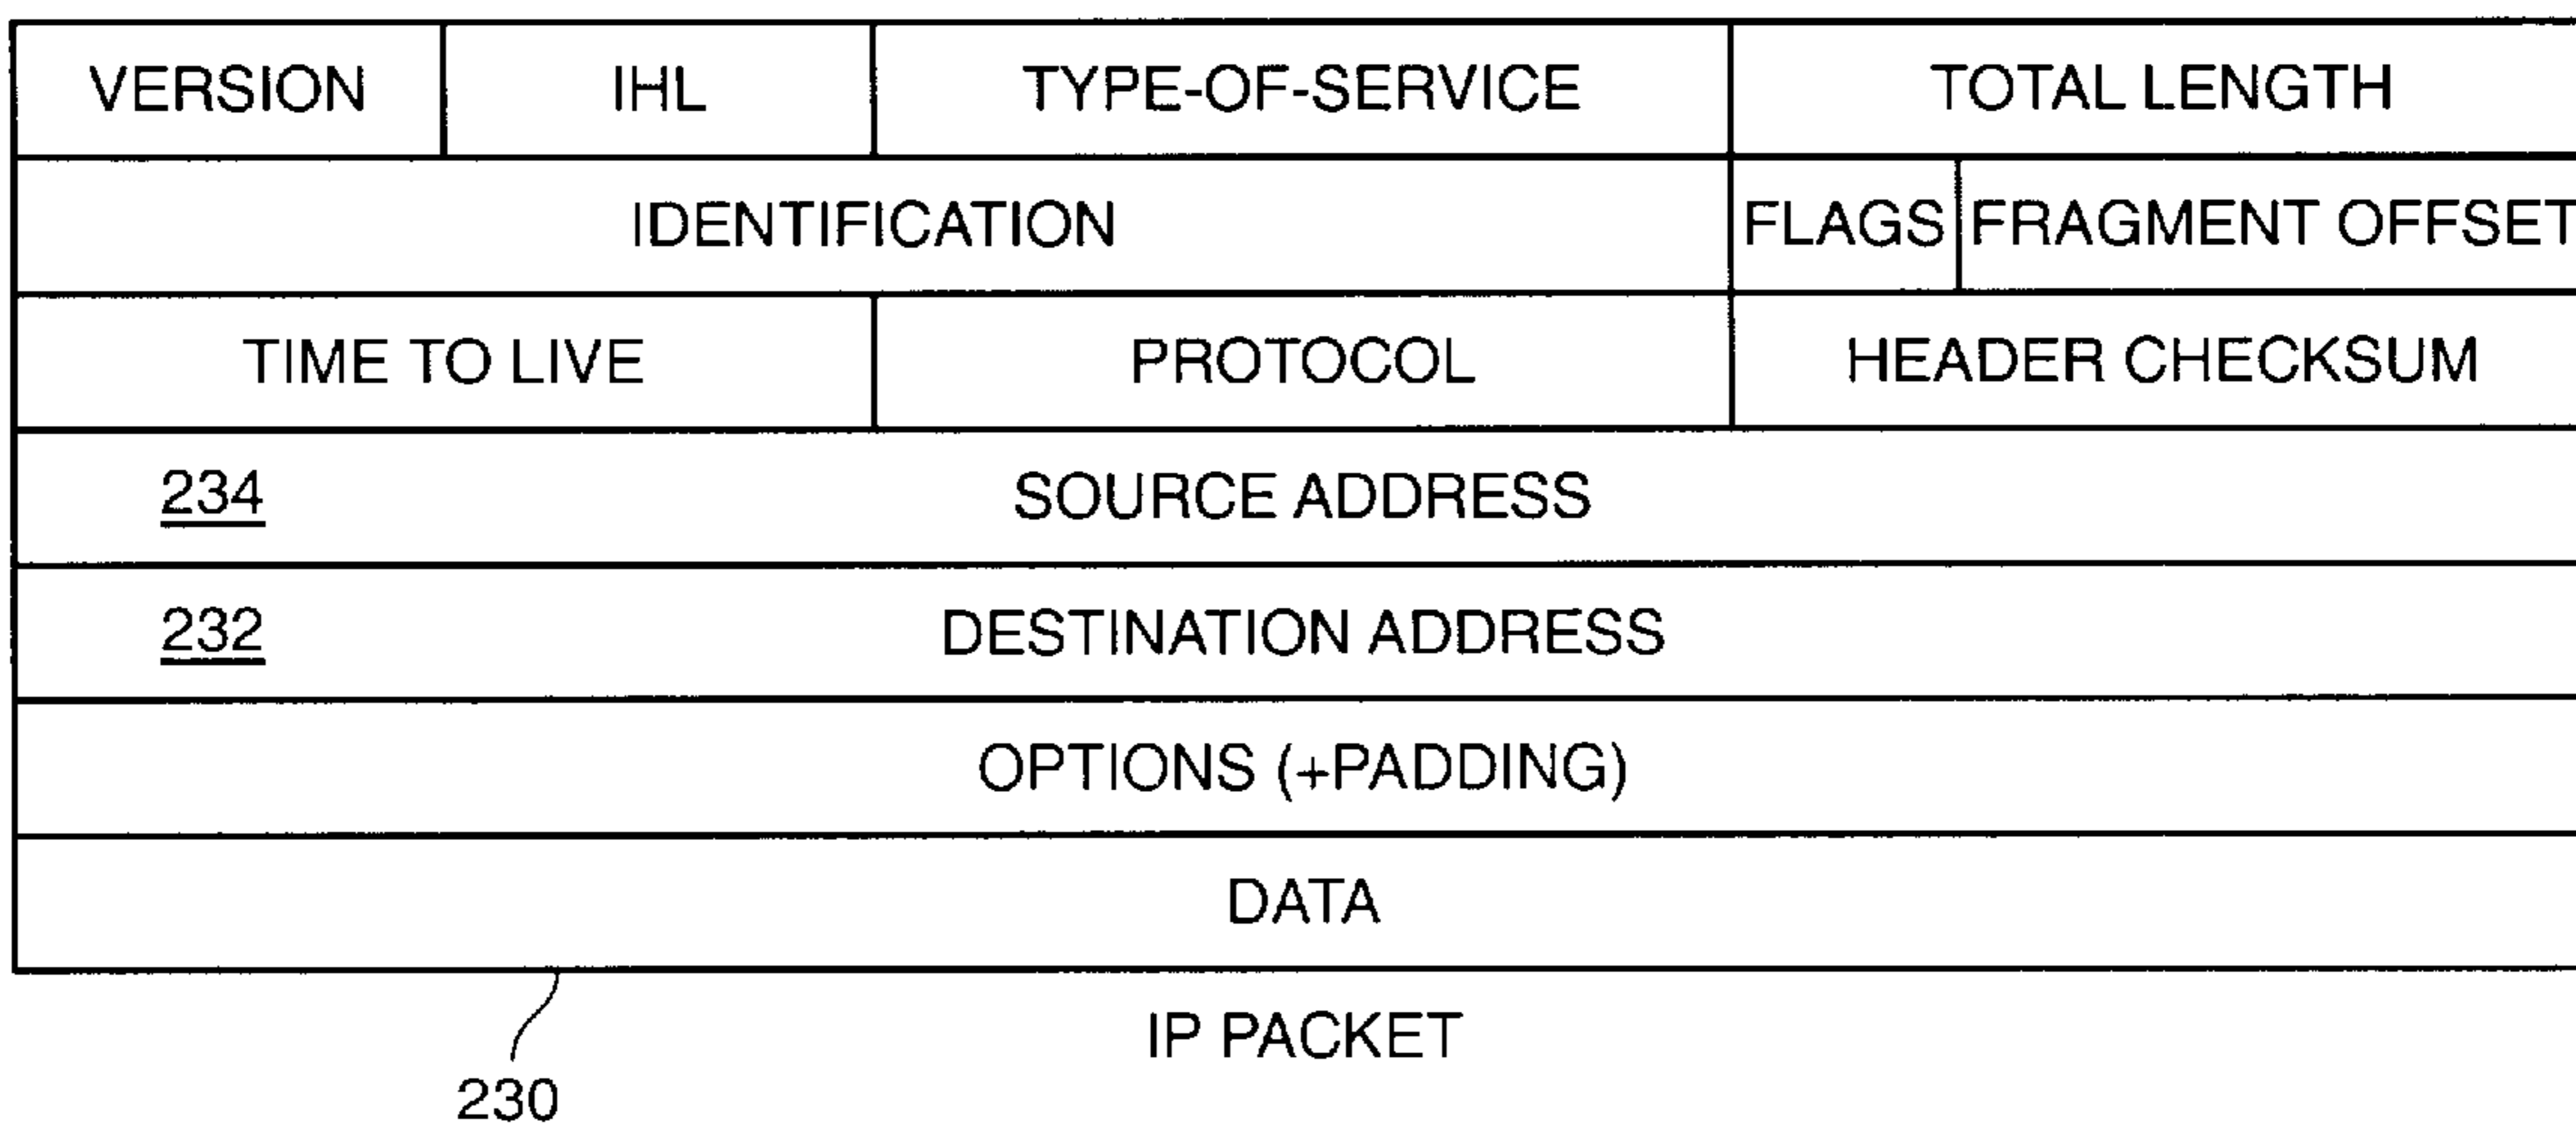 VERSION IHL TYPE-OF-SERVICE TOTAL LENGTH
IDENTIFICATION FLAGS FRAGMENT OFFSET
TIME TO LIVE PROTOCOL HEADER CHECKSUM
234 SOURCE ADDRESS
232 DESTINATION ADDRESS
OPTIONS (+PADDING)
DATA
IP PACKET
230